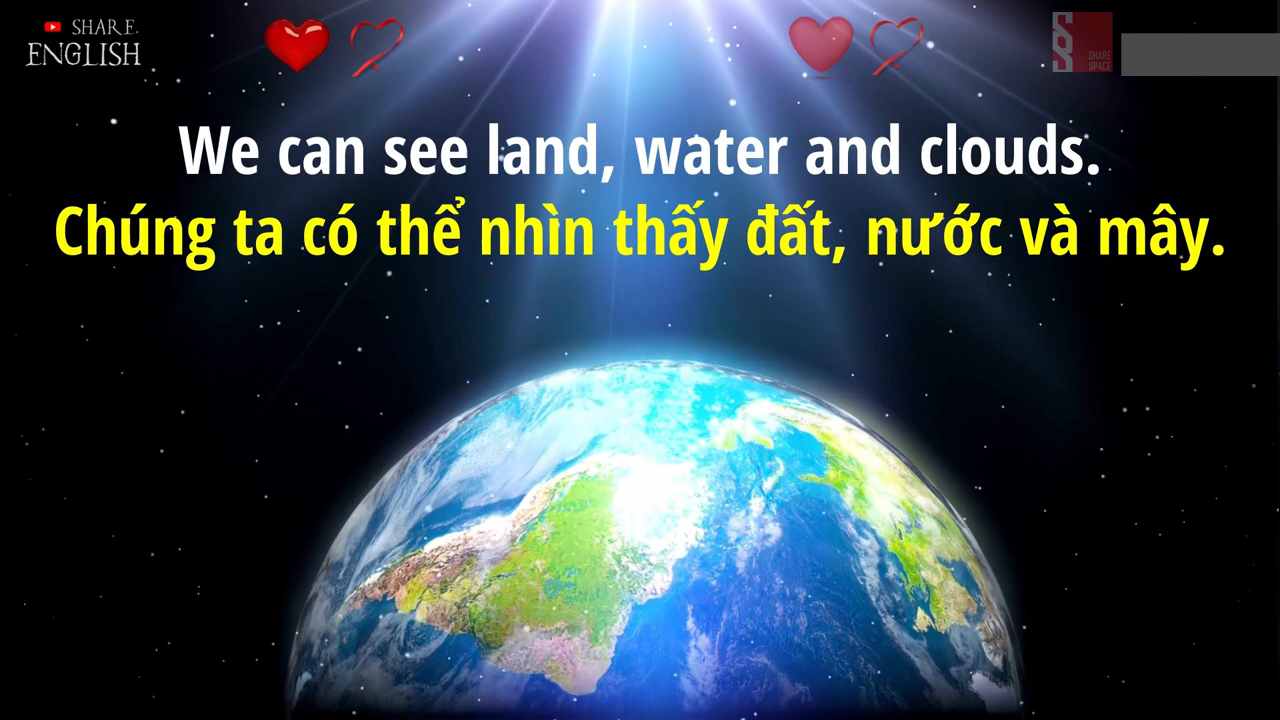 SHARE
ENGLISH
SHARE
SPACE
We can see land, water and clouds.
Chúng ta có thể nhìn thấy đất, nước và mây.